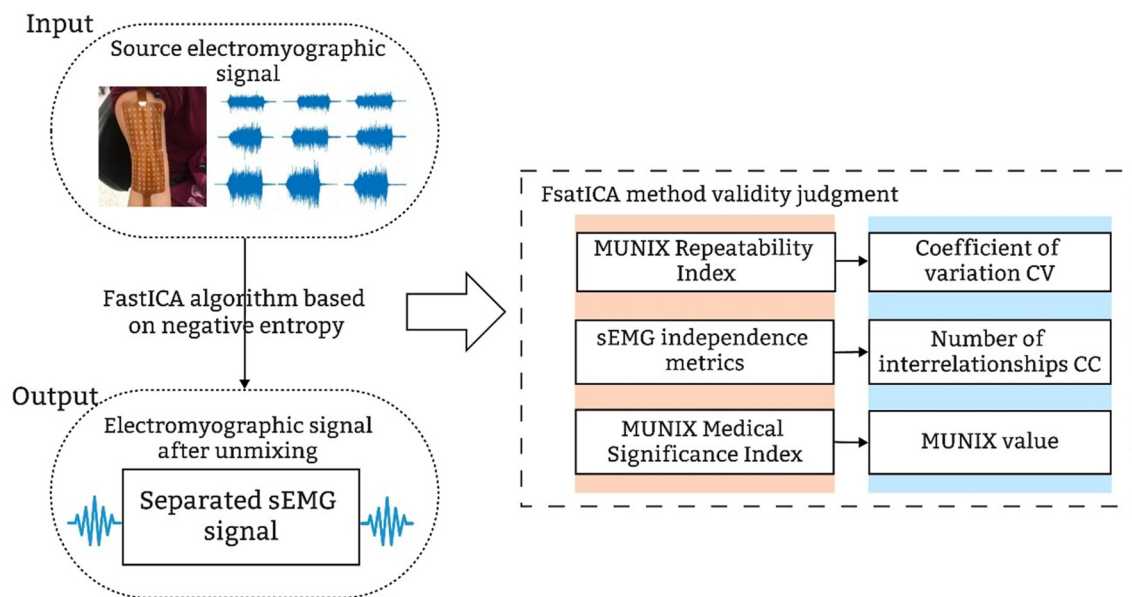 Input
Source electromyographic
signal
FastICA algorithm based
on negative entropy
Output
Electromyographic signal
after unmixing
Separated sEMG
signal
FsatICA method validity judgment
MUNIX Repeatability
Index
Coefficient of
variation CV
sEMG independence
metrics
Number of
interrelationships CC
MUNIX Medical
Significance Index
MUNIX value